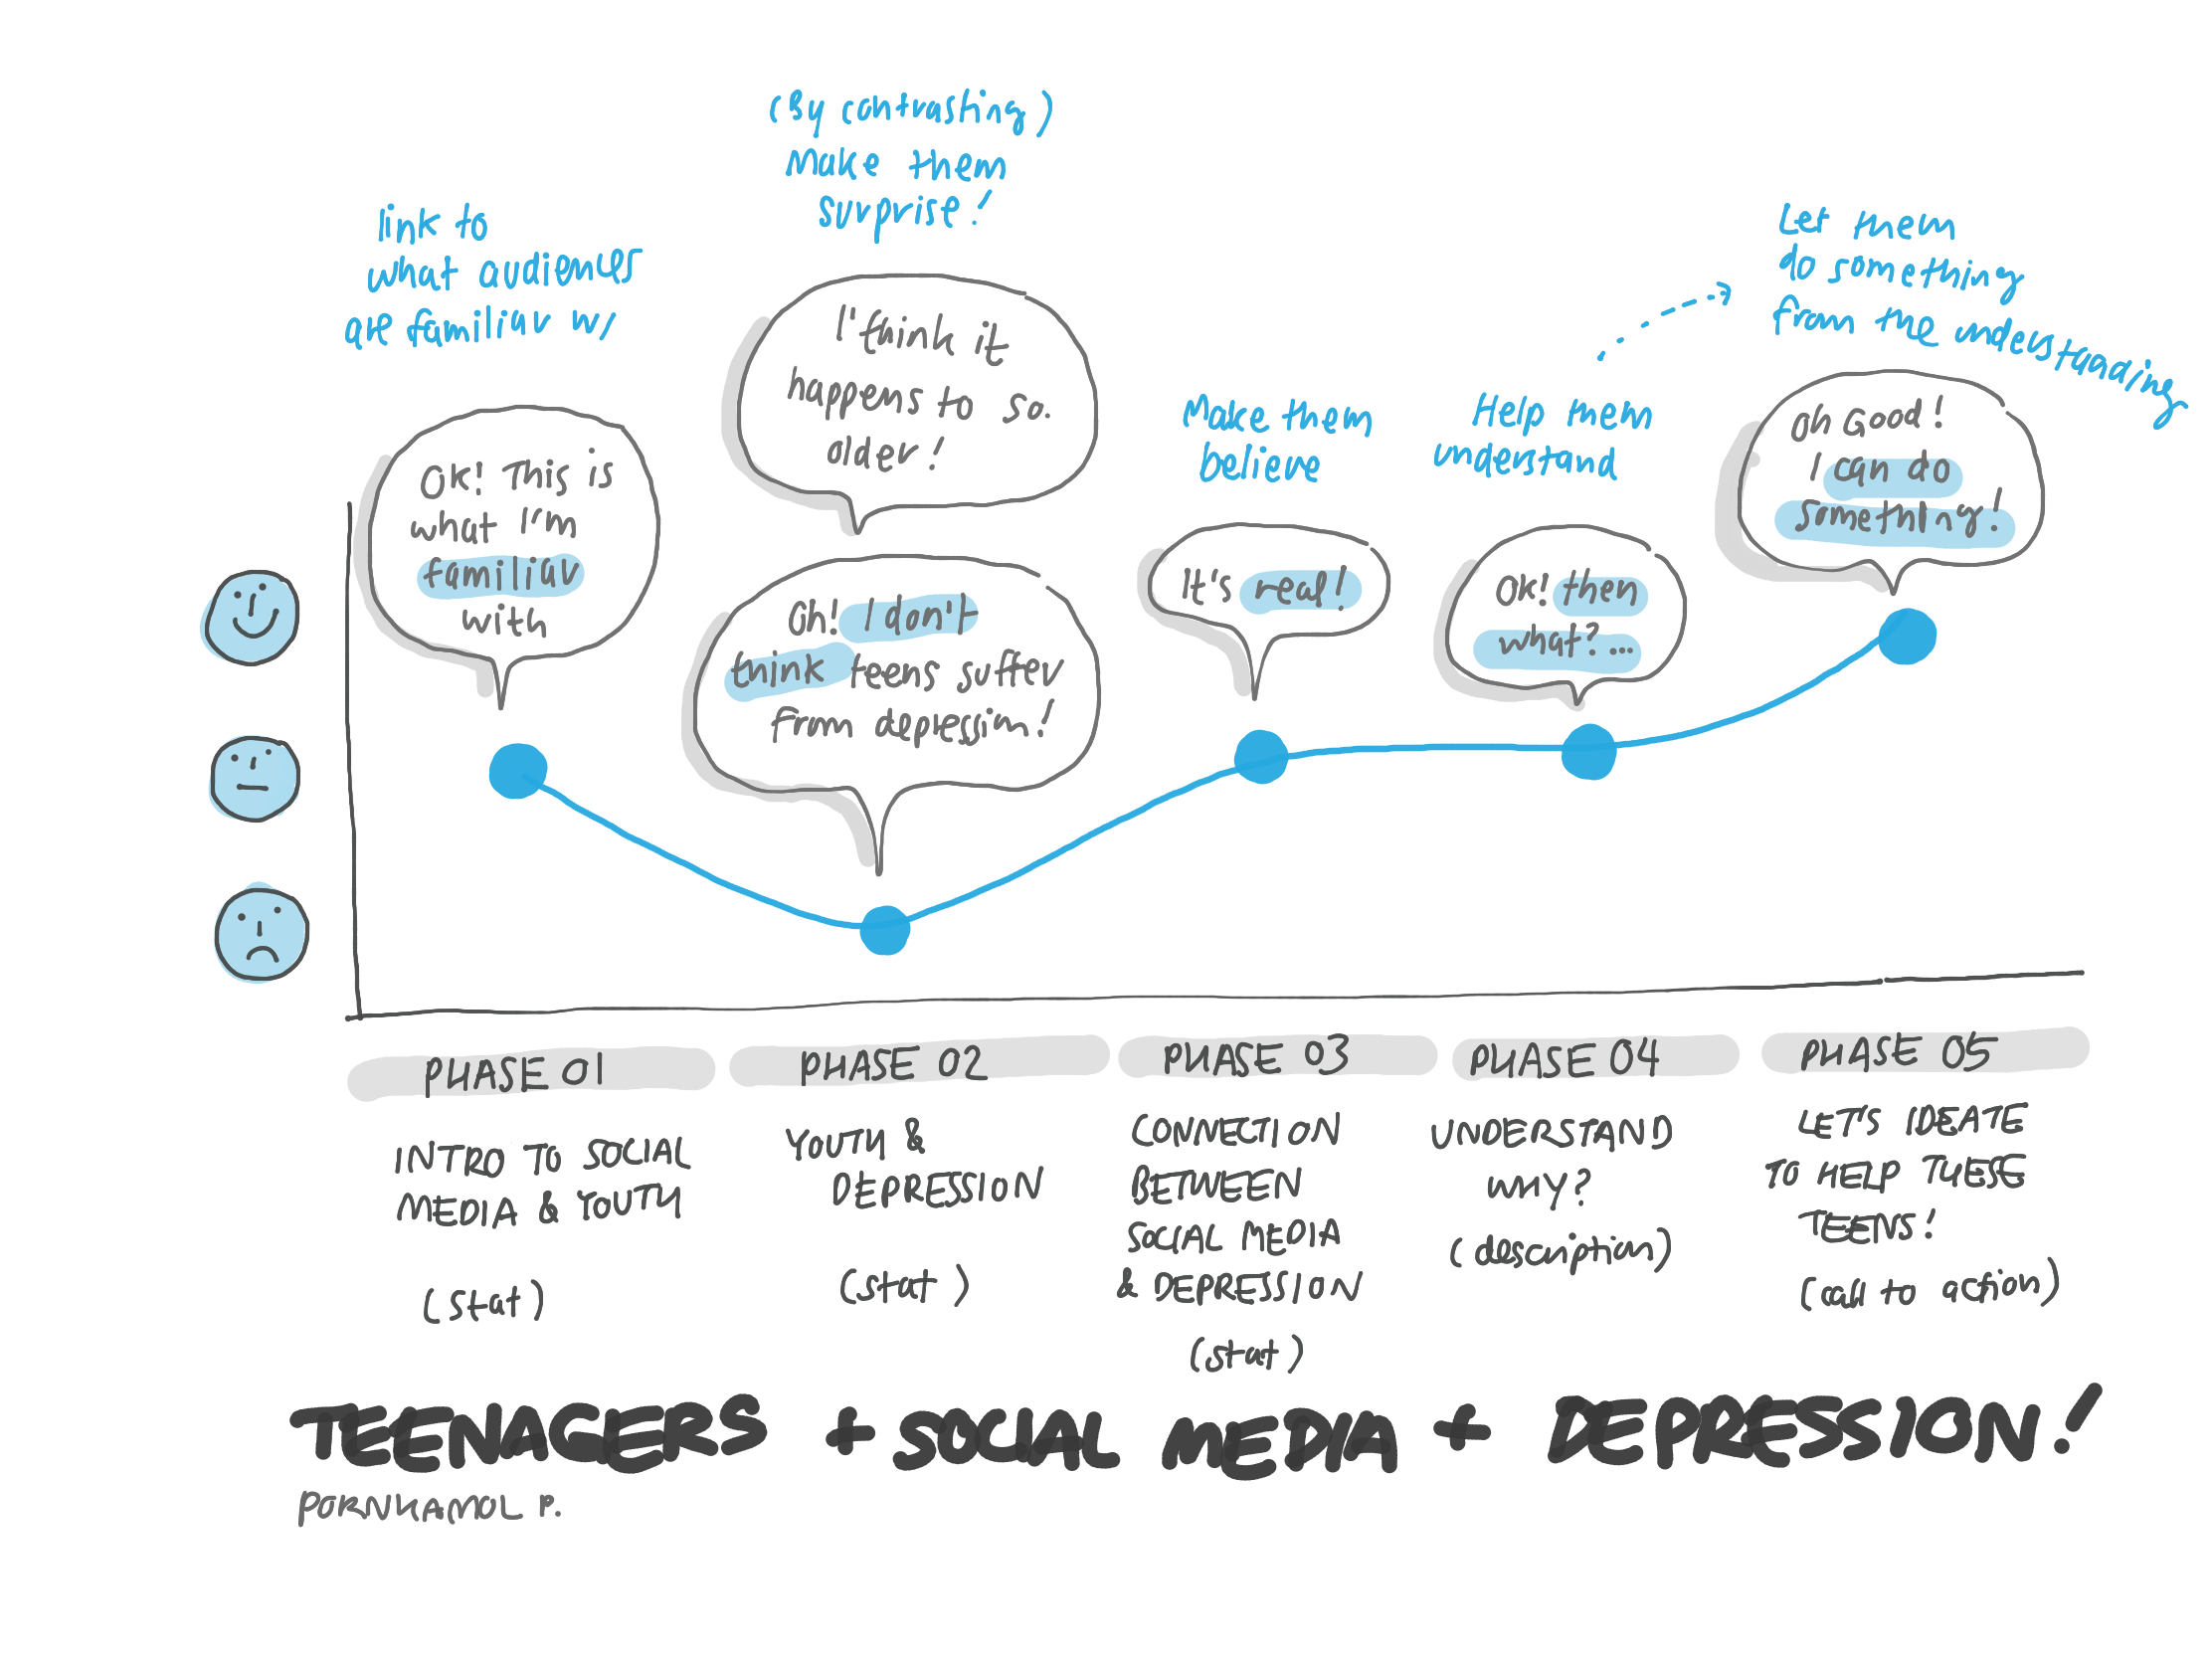 (By contrasting)
make them
surprise!
link to
what audiences
are familiar w/
Let them
do something
from the understanding
Make them
believe
Help them
understand
OK! This is
what I'm
familiar
with
I'think it
happens to so.
older!
Oh! I don't
think teens suffer
from depression!
It's real!
OK! then
what?...
Oh Good!
I can do
something!
PHASE 01
INTRO TO SOCIAL
MEDIA & YOUTH
(stat)
PHASE 02
YOUTH &
DEPRESSION
(stat)
PHASE 03
CONNECTION
BETWEEN
SOCIAL MEDIA
& DEPRESSION
(stat)
PHASE 04
UNDERSTAND
WHY?
(description)
PHASE 05
LET'S IDEATE
TO HELP THESE
TEENS!
(call to action)
TEENAGERS + SOCIAL MEDIA + DEPRESSION!
PORNKAMOL P.